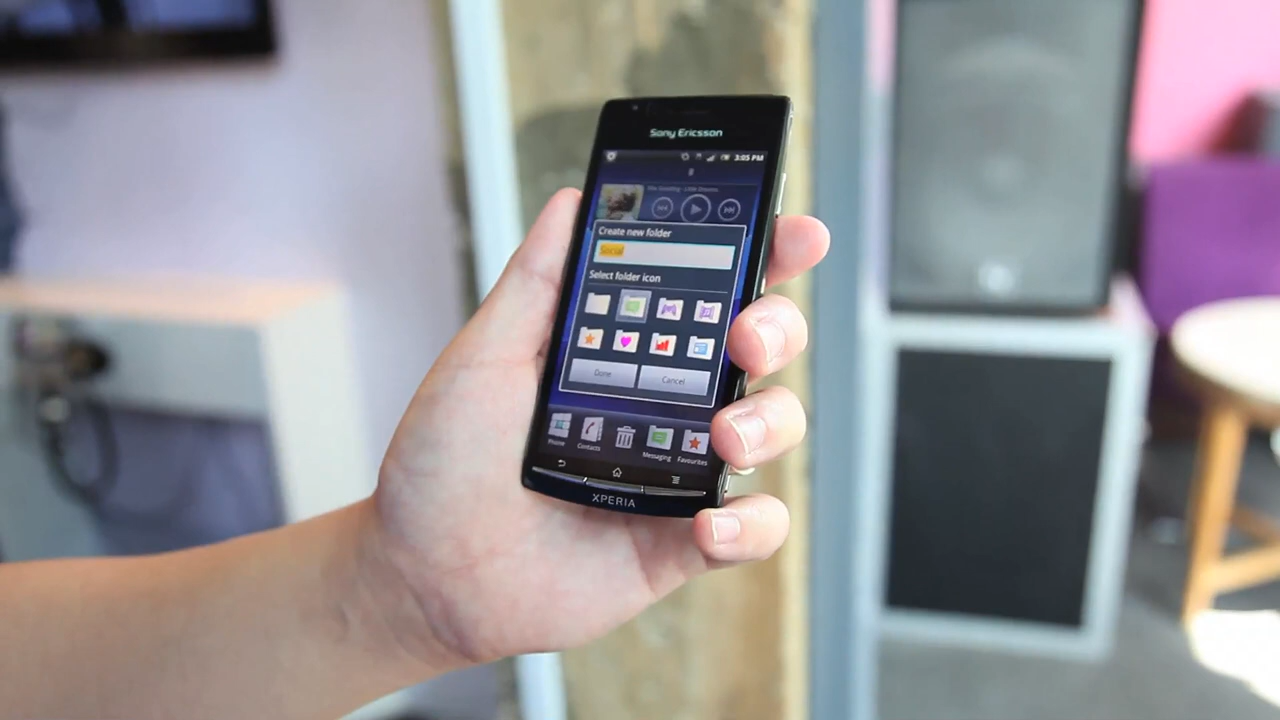 Sony Ericsson
3:05 PM
Create new folder
Social
Select folder icon
Done
Cancel
Phone
Contacts
Messaging
Favourites
XPERIA